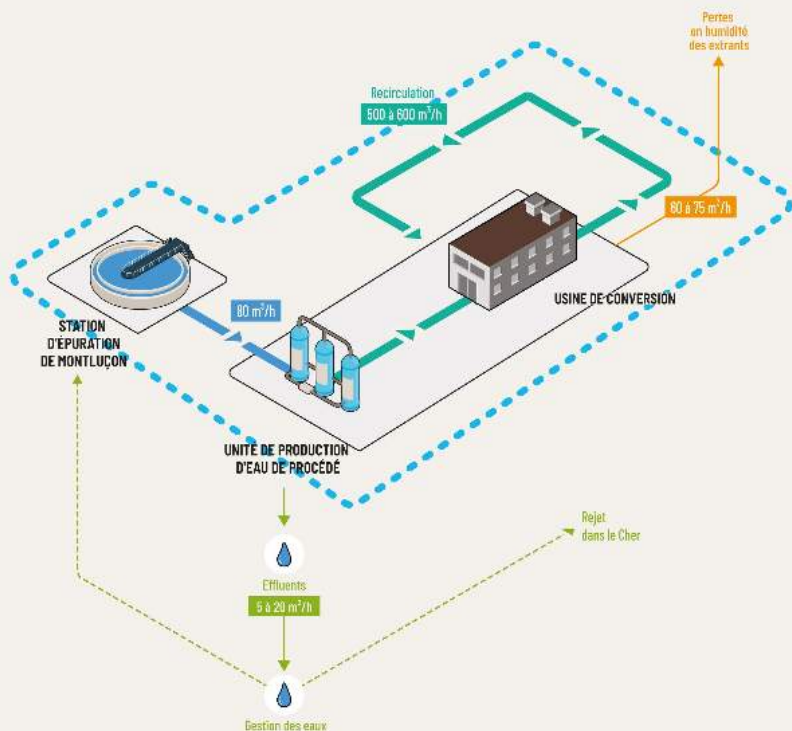 Pertes
en humidité
des extrants
Recirculation
500 à 600 m³/h
60 à 75 m³/h
80 m³/h
USINE DE CONVERSION
STATION
D'ÉPURATION
DE MONTLUÇON
UNITÉ DE PRODUCTION
D'EAU DE PROCÉDÉ
Rejet
dans le Cher
Effluents
5 à 20 m³/h
Gestion des eaux